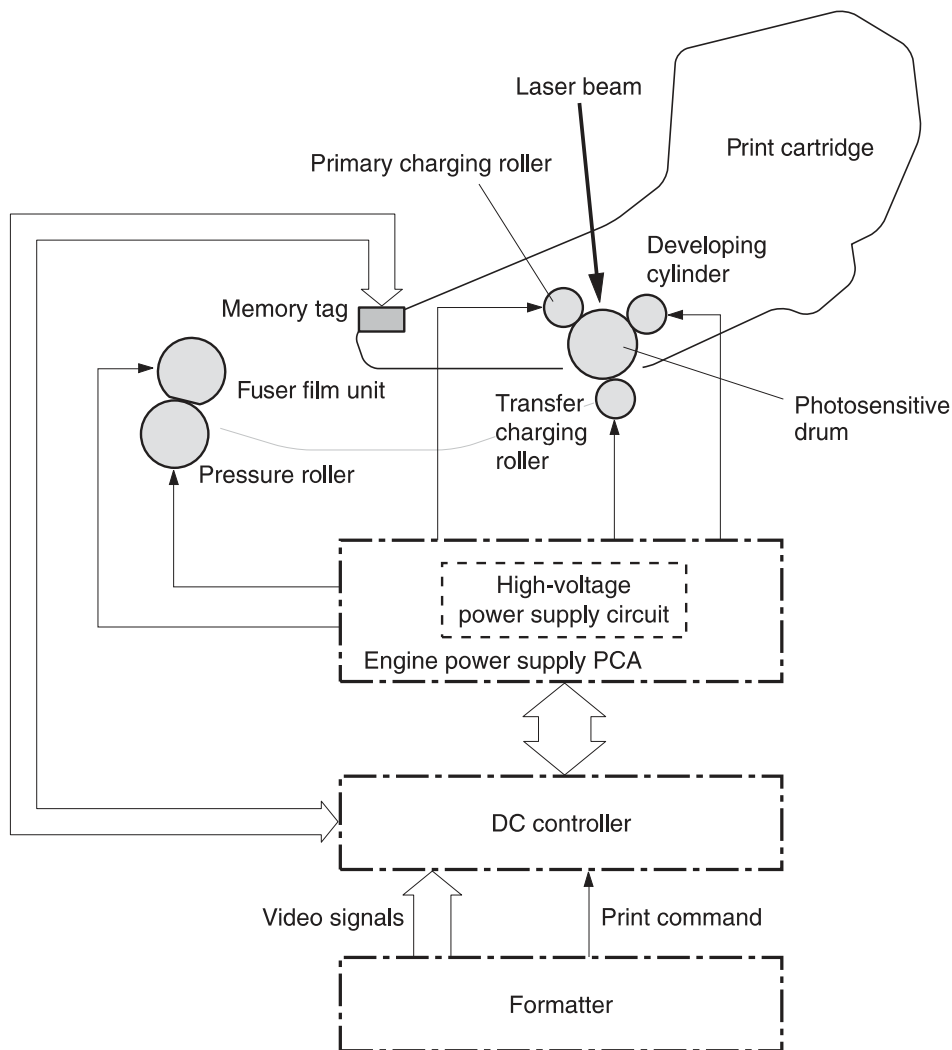 Laser beam
Print cartridge
Primary charging roller
Developing
cylinder
Memory tag
Fuser film unit
Transfer
charging
roller
Photosensitive
drum
Pressure roller
High-voltage
power supply circuit
Engine power supply PCA
DC controller
Video signals
Print command
Formatter